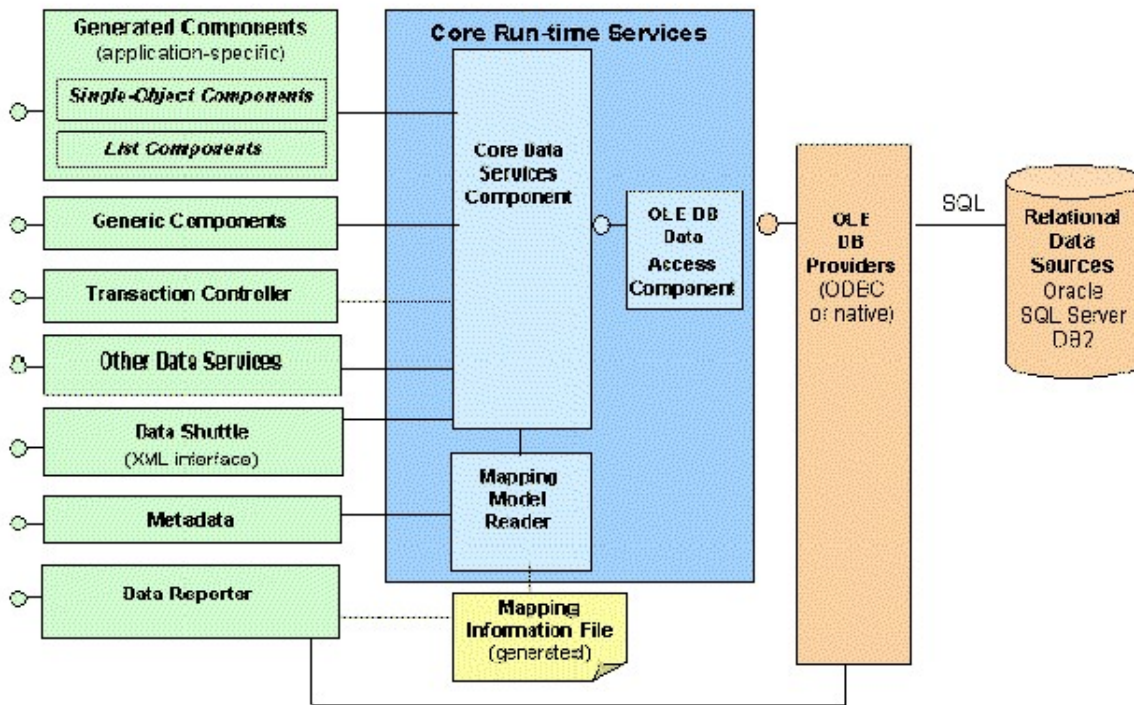 Generated Components
(application-specific)
Single-Object Components
List Components
Generic Components
Transaction Controller
Other Data Services
Data Shuttle
(XML interface)
Metadata
Data Reporter
Core Run-time Services
Core Data
Services
Component
OLE DB
Data
Access
Component
Mapping
Model
Reader
Mapping
Information File
(generated)
OLE
DB
Providers
(ODBC
or native)
SQL
Relational
Data
Sources
Oracle
SQL Server
DB2